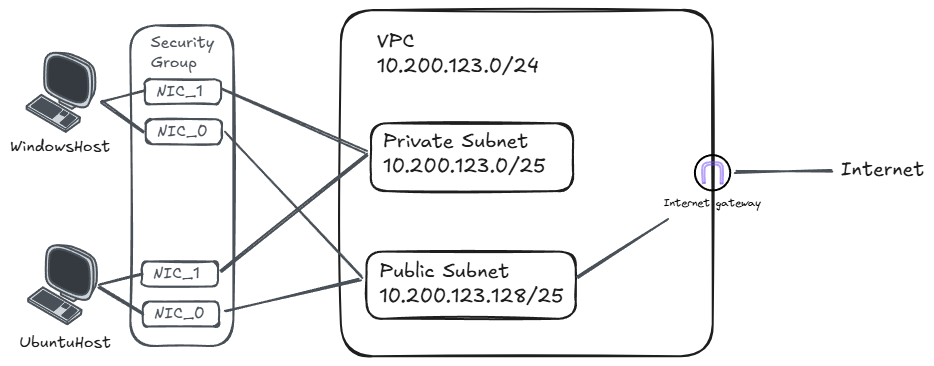 Security
Group
VPC
10.200.123.0/24
NIC_1
NIC_0
WindowsHost
Private Subnet
10.200.123.0/25
Internet
Internet gateway
NIC_1
NIC_0
UbuntuHost
Public Subnet
10.200.123.128/25